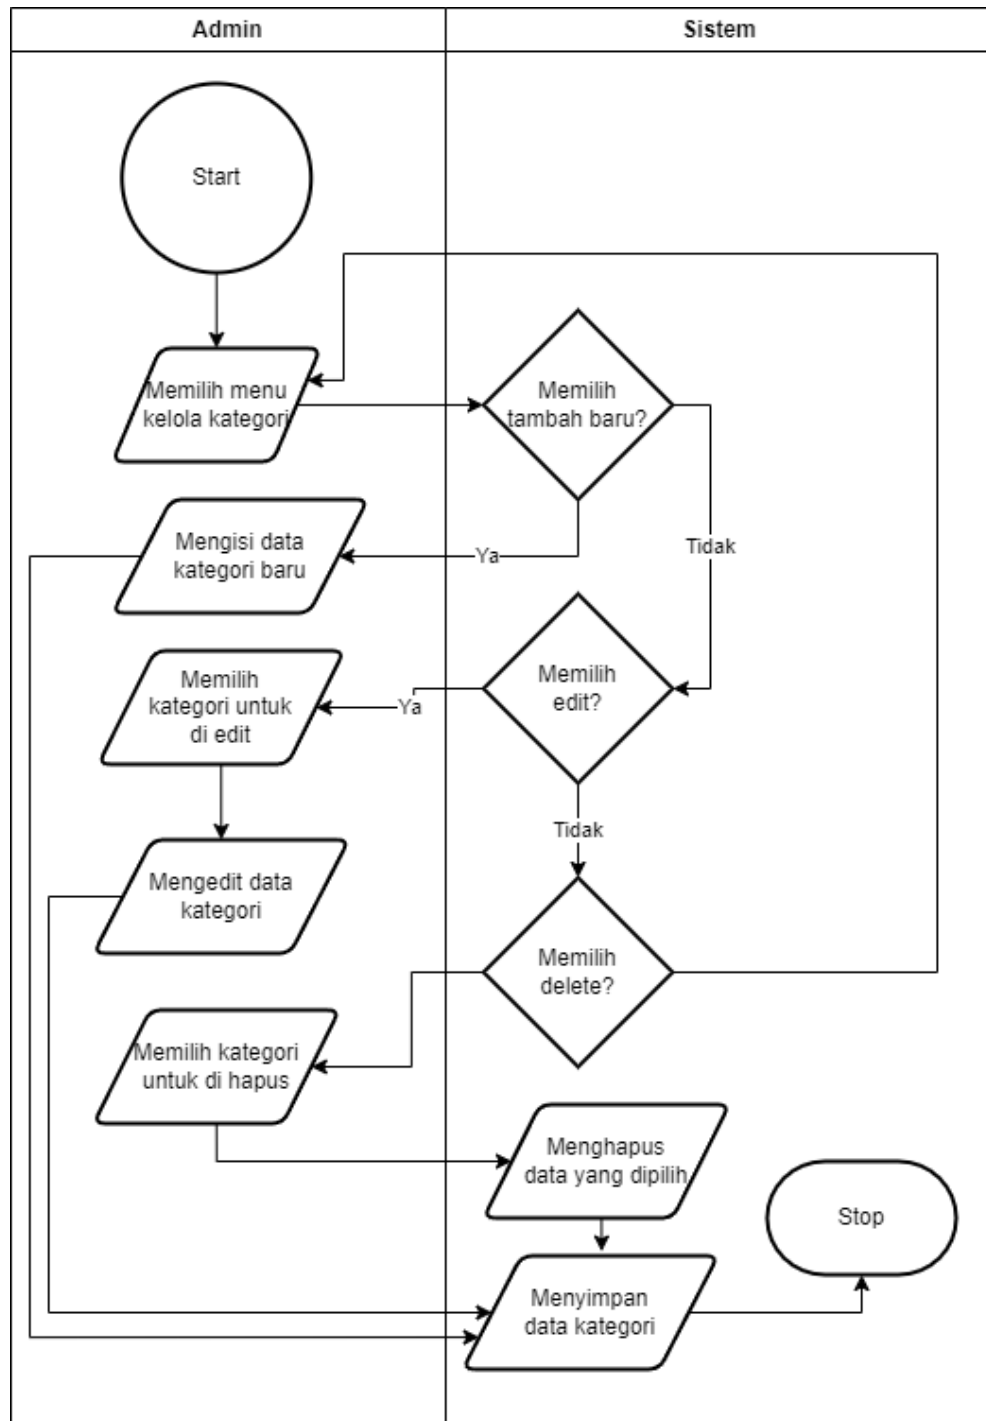 Admin
Sistem
Start
Memilih menu
kelola kategori
Memilih
tambah baru?
Mengisi data
kategori baru
Ya
Tidak
Memilih
kategori untuk
di edit
Ya
Memilih
edit?
Tidak
Mengedit data
kategori
Memilih
delete?
Memilih kategori
untuk di hapus
Menghapus
data yang dipilih
Stop
Menyimpan
data kategori